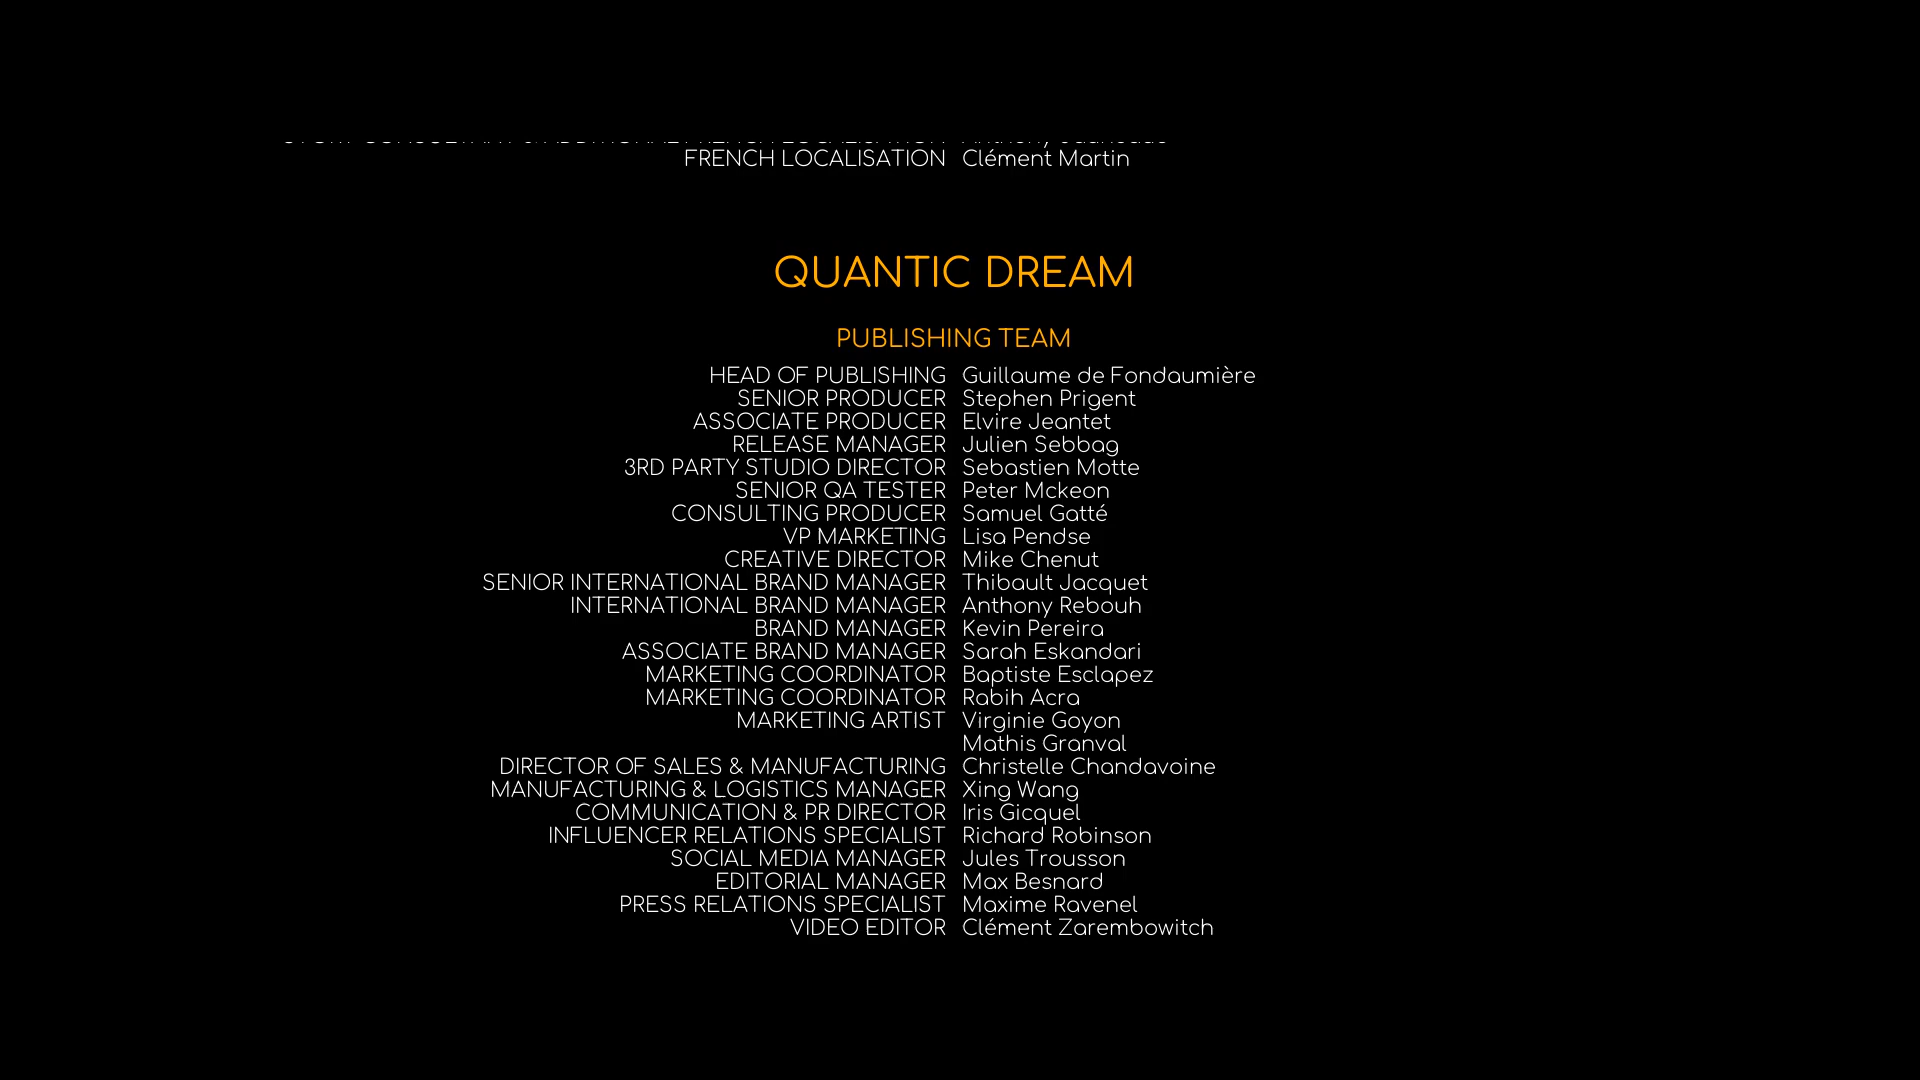 FRENCH LOCALISATION Clément Martin
QUANTIC DREAM
PUBLISHING TEAM
HEAD OF PUBLISHING Guillaume de Fondaumière
SENIOR PRODUCER Stephen Prigent
ASSOCIATE PRODUCER Elvire Jeantet
RELEASE MANAGER Julien Sebbag
3RD PARTY STUDIO DIRECTOR Sebastien Motte
SENIOR QA TESTER Peter Mckeon
CONSULTING PRODUCER Samuel Gatté
VP MARKETING Lisa Pendse
CREATIVE DIRECTOR Mike Chenut
SENIOR INTERNATIONAL BRAND MANAGER Thibault Jacquet
INTERNATIONAL BRAND MANAGER Anthony Rebouh
BRAND MANAGER Kevin Pereira
ASSOCIATE BRAND MANAGER Sarah Eskandari
MARKETING COORDINATOR Baptiste Esclapez
MARKETING COORDINATOR Rabih Acra
MARKETING ARTIST Virginie Goyon
Mathis Granval
DIRECTOR OF SALES & MANUFACTURING Christelle Chandavoine
MANUFACTURING & LOGISTICS MANAGER Xing Wang
COMMUNICATION & PR DIRECTOR Iris Gicquel
INFLUENCER RELATIONS SPECIALIST Richard Robinson
SOCIAL MEDIA MANAGER Jules Trousson
EDITORIAL MANAGER Max Besnard
PRESS RELATIONS SPECIALIST Maxime Ravenel
VIDEO EDITOR Clément Zarembowitch